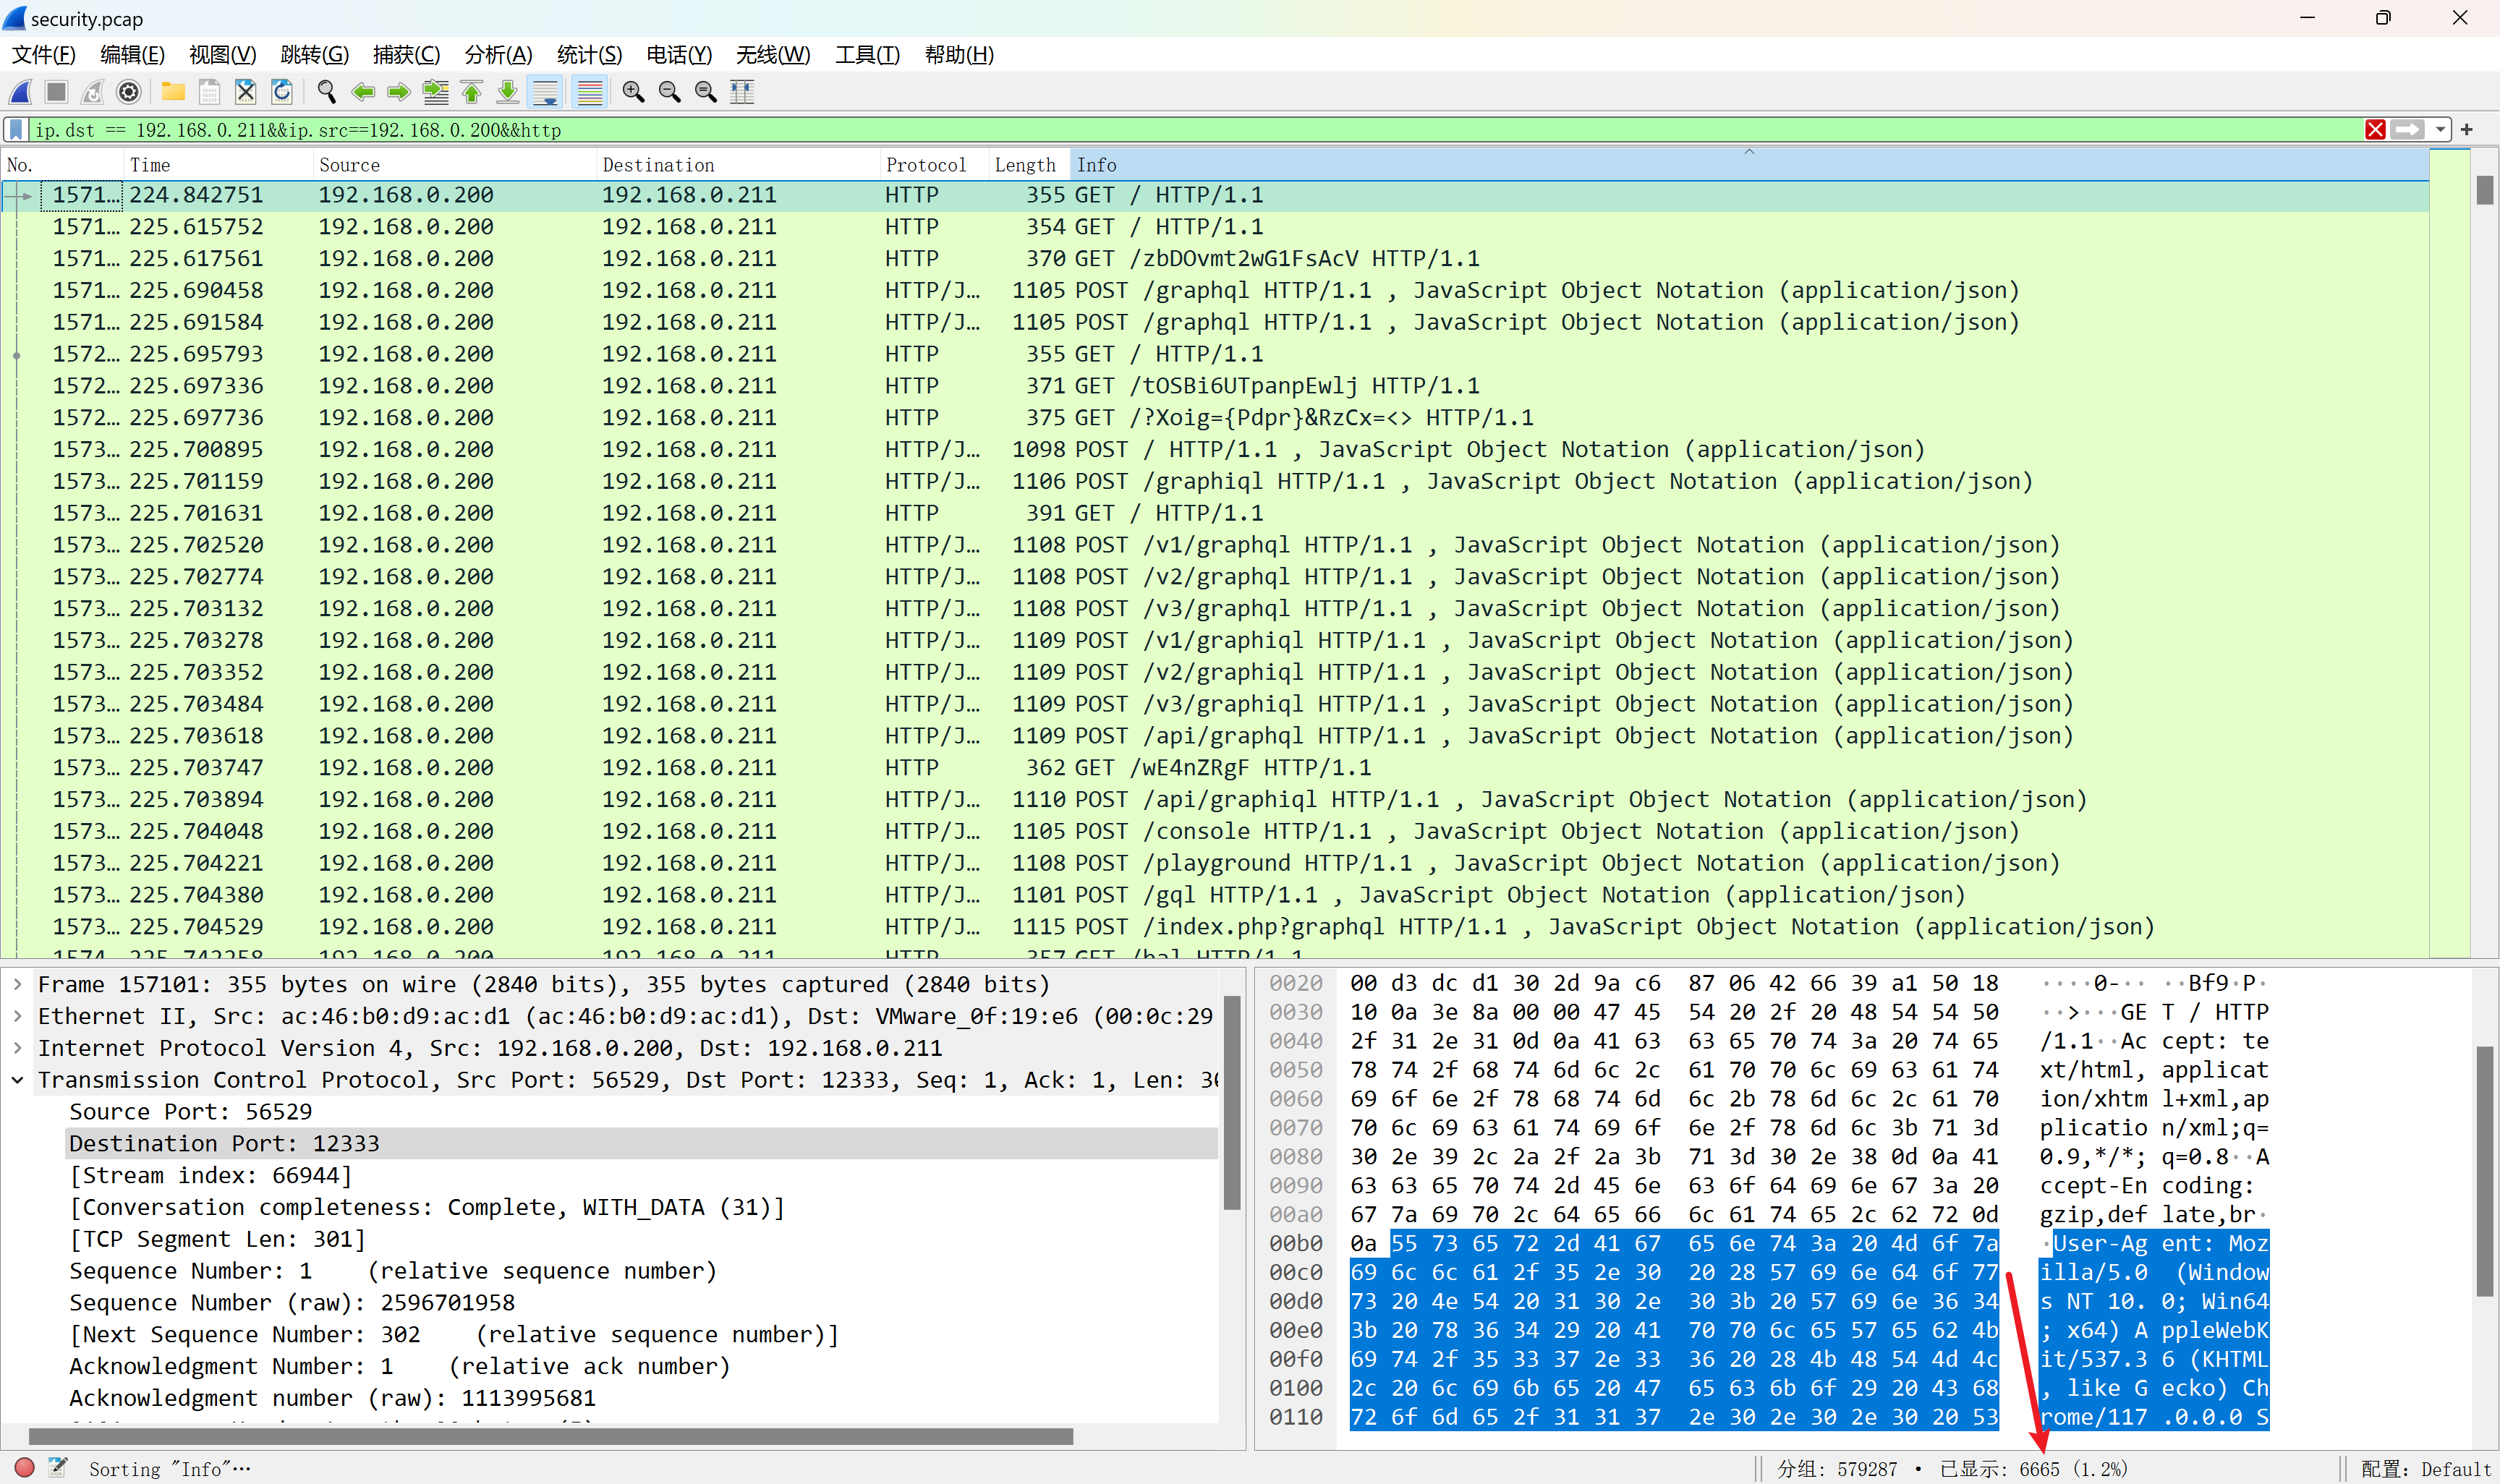 security.pcap
文件(F) 编辑(E) 视图(V) 跳转(G) 捕获(C) 分析(A) 统计(S) 电话(Y) 无线(W) 工具(T) 帮助(H)
ip.dst == 192.168.0.211&&ip.src==192.168.0.200&&http
No. Time Source Destination Protocol Length Info
1571… 224.842751 192.168.0.200 192.168.0.211 HTTP 355 GET / HTTP/1.1
1571… 225.615752 192.168.0.200 192.168.0.211 HTTP 354 GET / HTTP/1.1
1571… 225.617561 192.168.0.200 192.168.0.211 HTTP 370 GET /zbDOvmt2wG1FsAcV HTTP/1.1
1571… 225.690458 192.168.0.200 192.168.0.211 HTTP/J… 1105 POST /graphql HTTP/1.1 , JavaScript Object Notation (application/json)
1571… 225.691584 192.168.0.200 192.168.0.211 HTTP/J… 1105 POST /graphql HTTP/1.1 , JavaScript Object Notation (application/json)
1572… 225.695793 192.168.0.200 192.168.0.211 HTTP 355 GET / HTTP/1.1
1572… 225.697336 192.168.0.200 192.168.0.211 HTTP 371 GET /tOSBi6UTpanpEwlj HTTP/1.1
1572… 225.697736 192.168.0.200 192.168.0.211 HTTP 375 GET /?Xoig={Pdpr}&RzCx=<> HTTP/1.1
1573… 225.700895 192.168.0.200 192.168.0.211 HTTP/J… 1098 POST / HTTP/1.1 , JavaScript Object Notation (application/json)
1573… 225.701159 192.168.0.200 192.168.0.211 HTTP/J… 1106 POST /graphiql HTTP/1.1 , JavaScript Object Notation (application/json)
1573… 225.701631 192.168.0.200 192.168.0.211 HTTP 391 GET / HTTP/1.1
1573… 225.702520 192.168.0.200 192.168.0.211 HTTP/J… 1108 POST /v1/graphql HTTP/1.1 , JavaScript Object Notation (application/json)
1573… 225.702774 192.168.0.200 192.168.0.211 HTTP/J… 1108 POST /v2/graphql HTTP/1.1 , JavaScript Object Notation (application/json)
1573… 225.703132 192.168.0.200 192.168.0.211 HTTP/J… 1108 POST /v3/graphql HTTP/1.1 , JavaScript Object Notation (application/json)
1573… 225.703278 192.168.0.200 192.168.0.211 HTTP/J… 1109 POST /v1/graphiql HTTP/1.1 , JavaScript Object Notation (application/json)
1573… 225.703352 192.168.0.200 192.168.0.211 HTTP/J… 1109 POST /v2/graphiql HTTP/1.1 , JavaScript Object Notation (application/json)
1573… 225.703484 192.168.0.200 192.168.0.211 HTTP/J… 1109 POST /v3/graphiql HTTP/1.1 , JavaScript Object Notation (application/json)
1573… 225.703618 192.168.0.200 192.168.0.211 HTTP/J… 1109 POST /api/graphql HTTP/1.1 , JavaScript Object Notation (application/json)
1573… 225.703747 192.168.0.200 192.168.0.211 HTTP 362 GET /wE4nZRgF HTTP/1.1
1573… 225.703894 192.168.0.200 192.168.0.211 HTTP/J… 1110 POST /api/graphiql HTTP/1.1 , JavaScript Object Notation (application/json)
1573… 225.704048 192.168.0.200 192.168.0.211 HTTP/J… 1105 POST /console HTTP/1.1 , JavaScript Object Notation (application/json)
1573… 225.704221 192.168.0.200 192.168.0.211 HTTP/J… 1108 POST /playground HTTP/1.1 , JavaScript Object Notation (application/json)
1573… 225.704380 192.168.0.200 192.168.0.211 HTTP/J… 1101 POST /gql HTTP/1.1 , JavaScript Object Notation (application/json)
1573… 225.704529 192.168.0.200 192.168.0.211 HTTP/J… 1115 POST /index.php?graphql HTTP/1.1 , JavaScript Object Notation (application/json)
Frame 157101: 355 bytes on wire (2840 bits), 355 bytes captured (2840 bits)
Ethernet II, Src: ac:46:b0:d9:ac:d1 (ac:46:b0:d9:ac:d1), Dst: VMware_0f:19:e6 (00:0c:29
Internet Protocol Version 4, Src: 192.168.0.200, Dst: 192.168.0.211
Transmission Control Protocol, Src Port: 56529, Dst Port: 12333, Seq: 1, Ack: 1, Len: 30
Source Port: 56529
Destination Port: 12333
[Stream index: 66944]
[Conversation completeness: Complete, WITH_DATA (31)]
[TCP Segment Len: 301]
Sequence Number: 1 (relative sequence number)
Sequence Number (raw): 2596701958
[Next Sequence Number: 302 (relative sequence number)]
Acknowledgment Number: 1 (relative ack number)
Acknowledgment number (raw): 1113995681
0020 00 d3 dc d1 30 2d 9a c6 87 06 42 66 39 a1 50 18 ····0-·· ··Bf9·P·
0030 10 0a 3e 8a 00 00 47 45 54 20 2f 20 48 54 54 50 ··>···GE T / HTTP
0040 2f 31 2e 31 0d 0a 41 63 63 65 70 74 3a 20 74 65 /1.1··Ac cept: te
0050 78 74 2f 68 74 6d 6c 2c 61 70 70 6c 69 63 61 74 xt/html, applicat
0060 69 6f 6e 2f 78 68 74 6d 6c 2b 78 6d 6c 2c 61 70 ion/xhtm l+xml,ap
0070 70 6c 69 63 61 74 69 6f 6e 2f 78 6d 6c 3b 71 3d plicatio n/xml;q=
0080 30 2e 39 2c 2a 2f 2a 3b 71 3d 30 2e 38 0d 0a 41 0.9,*/*; q=0.8··A
0090 63 63 65 70 74 2d 45 6e 63 6f 64 69 6e 67 3a 20 ccept-En coding:
00a0 67 7a 69 70 2c 64 65 66 6c 61 74 65 2c 62 72 0d gzip,def late,br·
00b0 0a 55 73 65 72 2d 41 67 65 6e 74 3a 20 4d 6f 7a ·User-Ag ent: Moz
00c0 69 6c 6c 61 2f 35 2e 30 20 28 57 69 6e 64 6f 77 illa/5.0 (Window
00d0 73 20 4e 54 20 31 30 2e 30 3b 20 57 69 6e 36 34 s NT 10. 0; Win64
00e0 3b 20 78 36 34 29 20 41 70 70 6c 65 57 65 62 4b ; x64) A ppleWebK
00f0 69 74 2f 35 33 37 2e 33 36 20 28 4b 48 54 4d 4c it/537.3 6 (KHTML
0100 2c 20 6c 69 6b 65 20 47 65 63 6b 6f 29 20 43 68 , like G ecko) Ch
0110 72 6f 6d 65 2f 31 31 37 2e 30 2e 30 2e 30 20 53 rome/117 .0.0.0 S
Sorting "Info"… 分组: 579287 · 已显示: 6665 (1.2%) 配置: Default